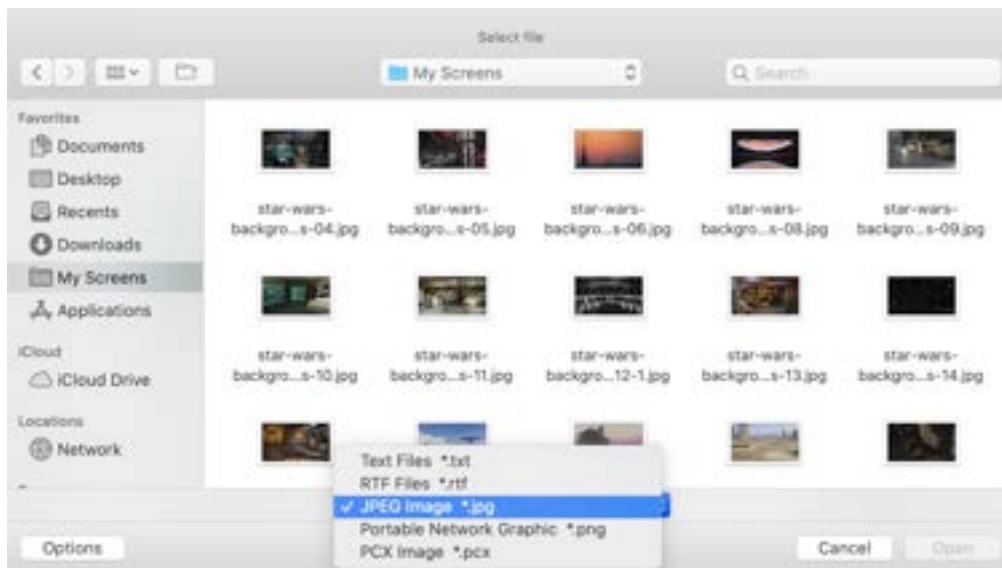 Select file
My Screens
Search
Favorites
Documents
Desktop
Recents
Downloads
My Screens
Applications
iCloud
iCloud Drive
Locations
Network
star-wars-
backgro...s-04.jpg
star-wars-
backgro...s-05.jpg
star-wars-
backgro...s-06.jpg
star-wars-
backgro...s-08.jpg
star-wars-
backgro...s-09.jpg
star-wars-
backgro...s-10.jpg
star-wars-
backgro...s-11.jpg
star-wars-
backgro...12-1.jpg
star-wars-
backgro...s-13.jpg
star-wars-
backgro...s-14.jpg
Text Files *.txt
RTF Files *.rtf
✓ JPEG Image *.jpg
Portable Network Graphic *.png
PCX Image *.pcx
Options
Cancel
Open